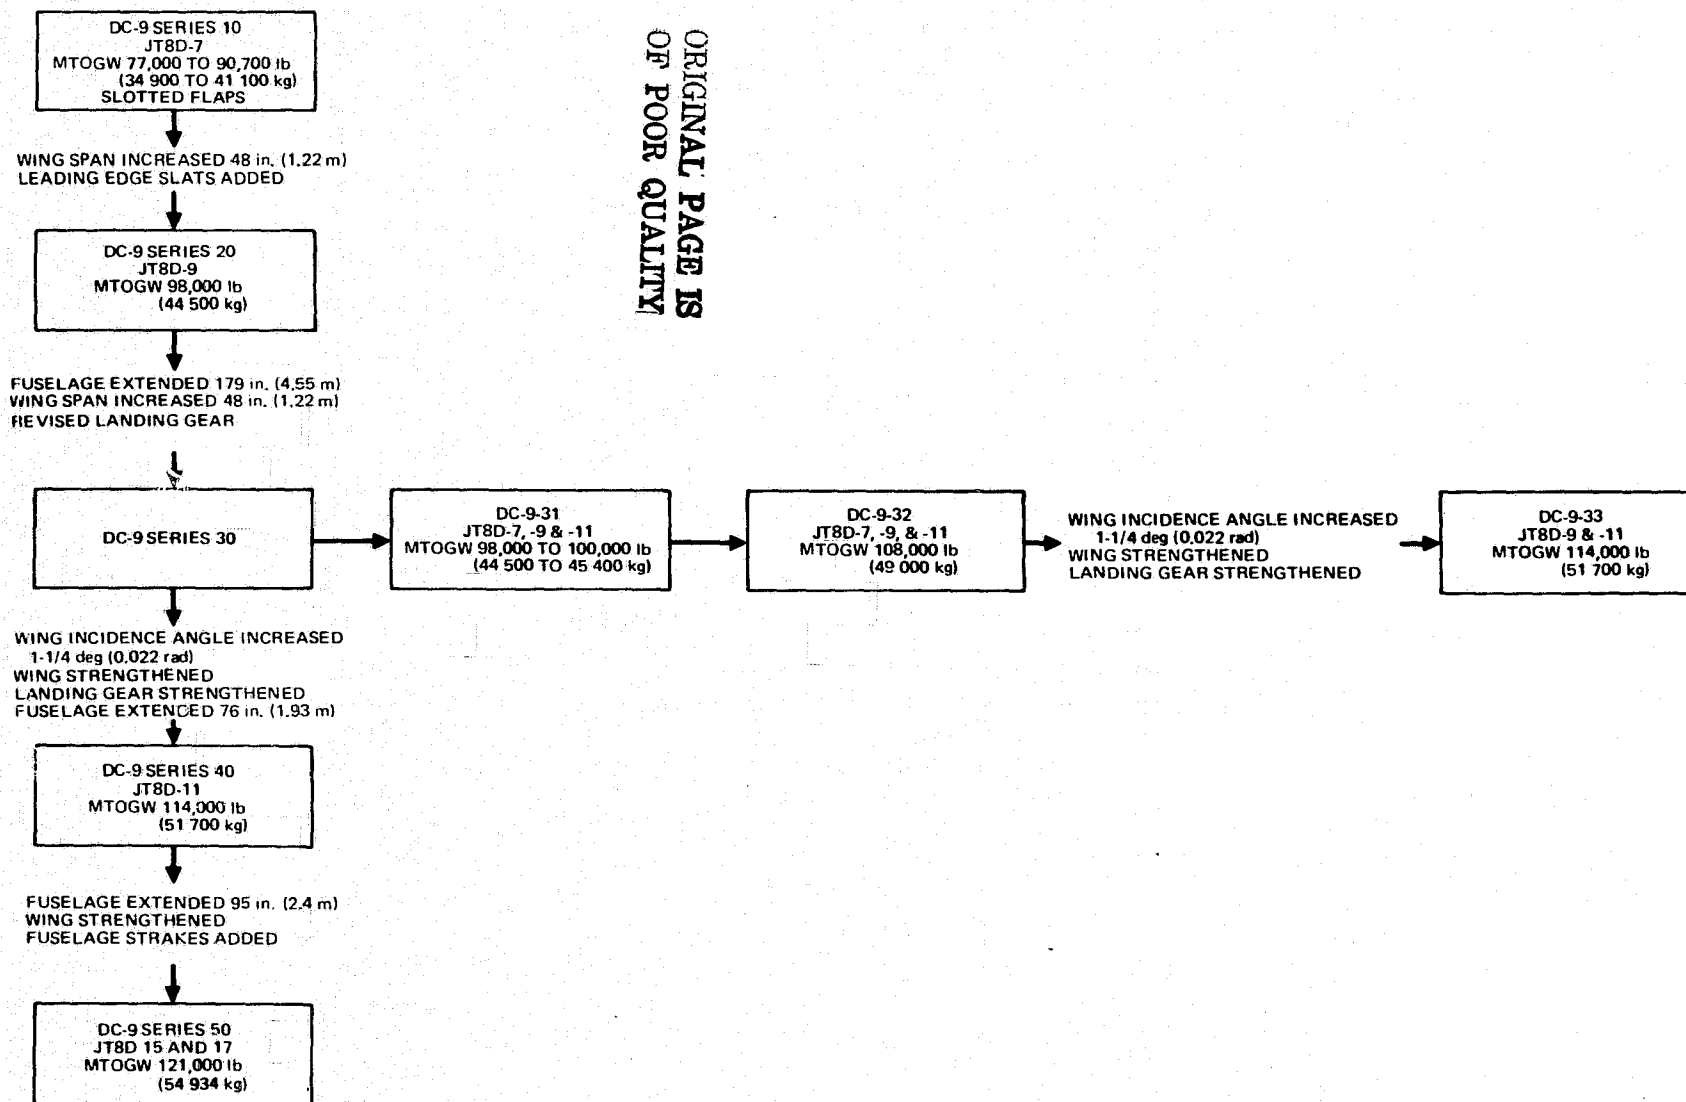 DC-9 SERIES 10
JT8D-7
MTOGW 77,000 TO 90,700 lb
(34 900 TO 41 100 kg)
SLOTTED FLAPS
ORIGINAL PAGE IS
OF POOR QUALITY
WING SPAN INCREASED 48 in. (1.22 m)
LEADING EDGE SLATS ADDED
DC-9 SERIES 20
JT8D-9
MTOGW 98,000 lb
(44 500 kg)
FUSELAGE EXTENDED 179 in. (4.55 m)
WING SPAN INCREASED 48 in. (1.22 m)
REVISED LANDING GEAR
DC-9 SERIES 30
DC-9-31
JT8D-7, -9 & -11
MTOGW 98,000 TO 100,000 lb
(44 500 TO 45 400 kg)
DC-9-32
JT8D-7, -9, & -11
MTOGW 108,000 lb
(49 000 kg)
WING INCIDENCE ANGLE INCREASED
1-1/4 deg (0.022 rad)
WING STRENGTHENED
LANDING GEAR STRENGTHENED
DC-9-33
JT8D-9 & -11
MTOGW 114,000 lb
(51 700 kg)
WING INCIDENCE ANGLE INCREASED
1-1/4 deg (0.022 rad)
WING STRENGTHENED
LANDING GEAR STRENGTHENED
FUSELAGE EXTENDED 76 in. (1.93 m)
DC-9 SERIES 40
JT8D-11
MTOGW 114,000 lb
(51 700 kg)
FUSELAGE EXTENDED 95 in. (2.4 m)
WING STRENGTHENED
FUSELAGE STRAKES ADDED
DC-9 SERIES 50
JT8D 15 AND 17
MTOGW 121,000 lb
(54 934 kg)